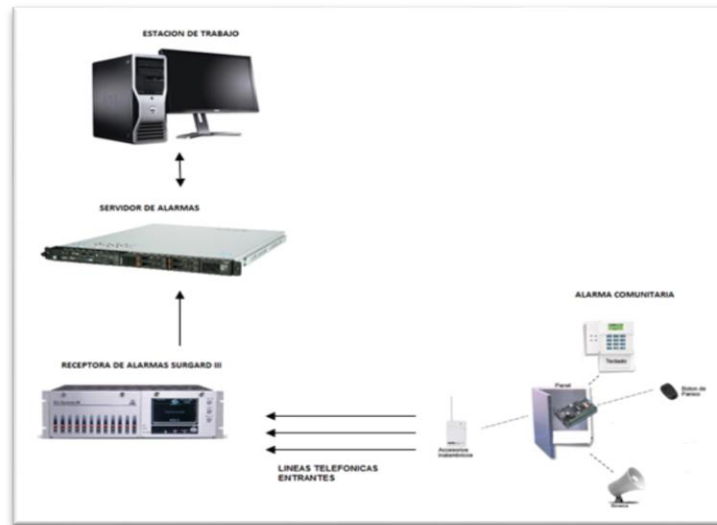 ESTACION DE TRABAJO
SERVIDOR DE ALARMAS
ALARMA COMUNITARIA
Teclado
RECEPTORA DE ALARMAS SURGARD III
Panel
Boton de
Panico
Accesorios
Inalambricos
LINEAS TELEFONICAS
ENTRANTES
Sirena